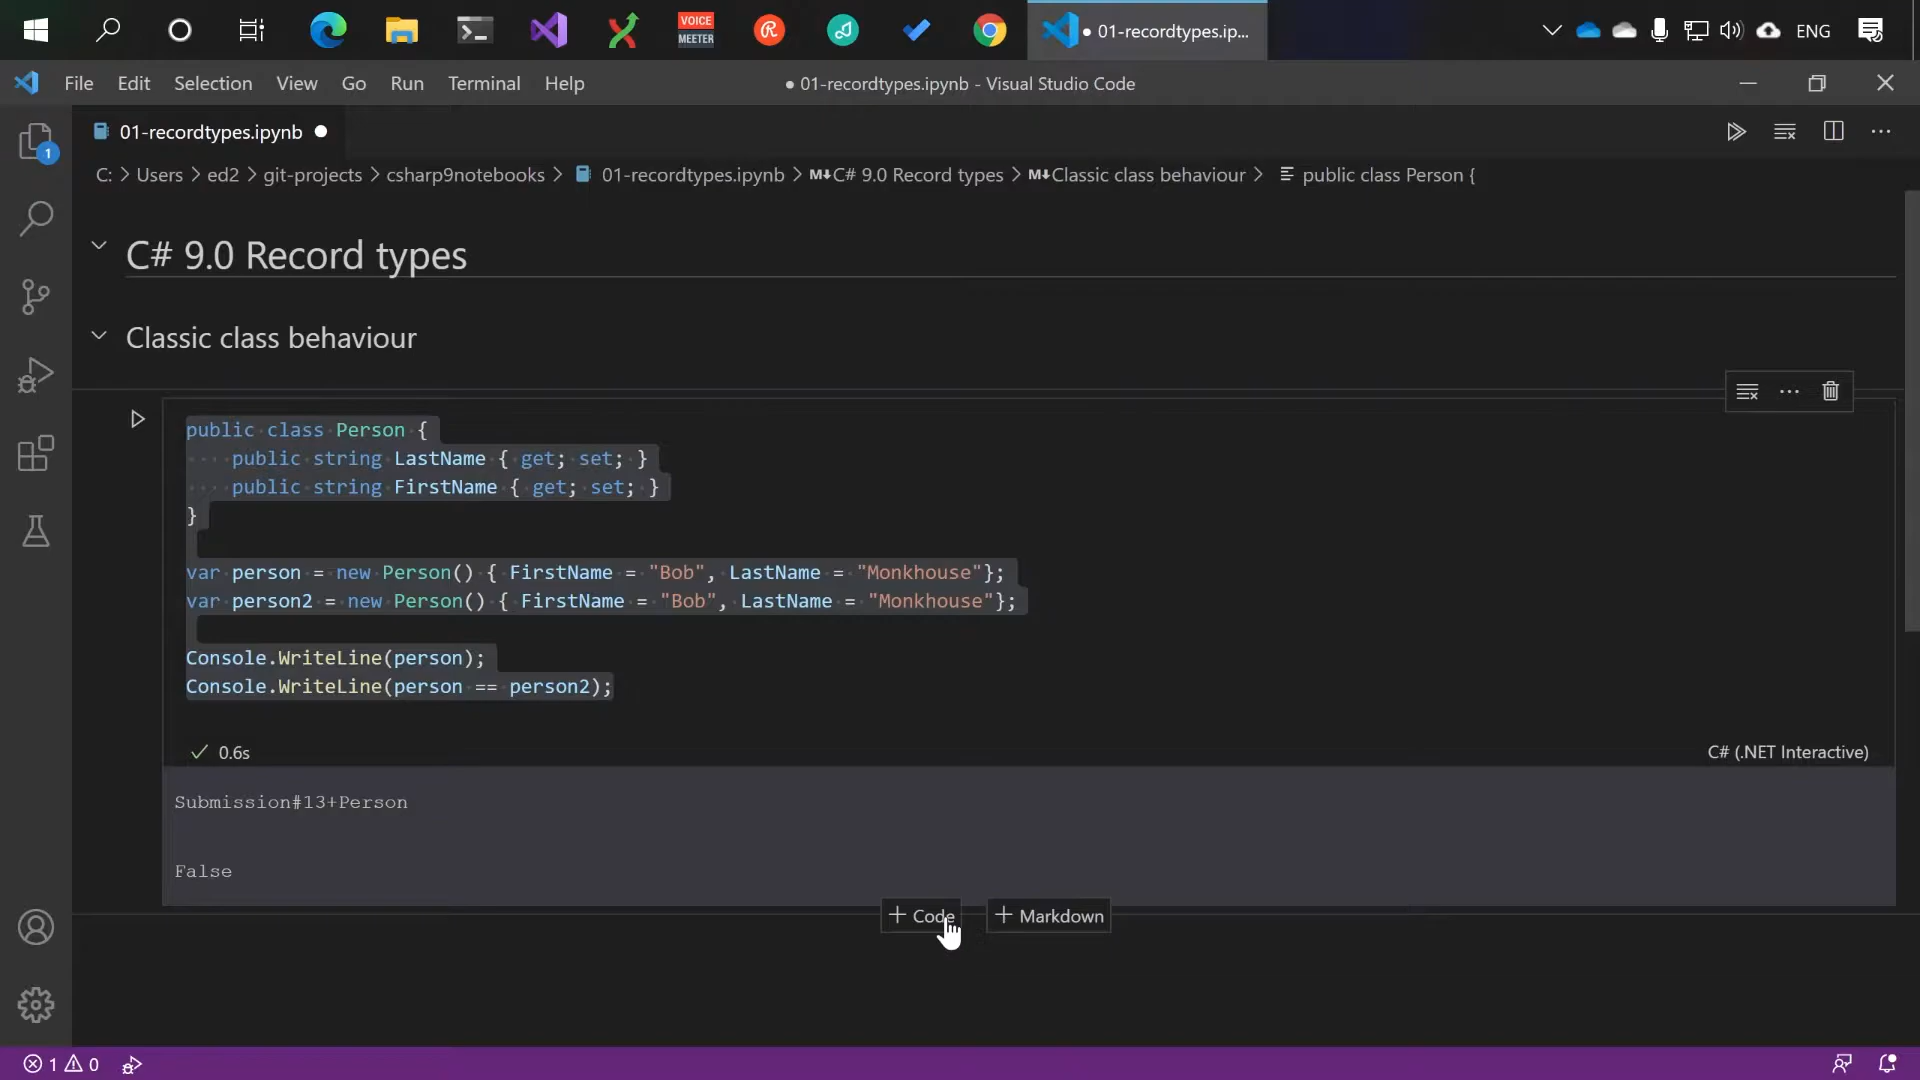 VOICE
MEETER
01-recordtypes.ip...
ENG
File Edit Selection View Go Run Terminal Help
● 01-recordtypes.ipynb - Visual Studio Code
1
01-recordtypes.ipynb ●
C: > Users > ed2 > git-projects > csharp9notebooks > 01-recordtypes.ipynb > M↓C# 9.0 Record types > M↓Classic class behaviour > public class Person {
C# 9.0 Record types
Classic class behaviour
public class Person {
public string LastName { get; set; }
public string FirstName { get; set; }
}
var person = new Person() { FirstName = "Bob", LastName = "Monkhouse"};
var person2 = new Person() { FirstName = "Bob", LastName = "Monkhouse"};
Console.WriteLine(person);
Console.WriteLine(person == person2);
✓ 0.6s
C# (.NET Interactive)
Submission#13+Person
False
+ Code
+ Markdown
1 0